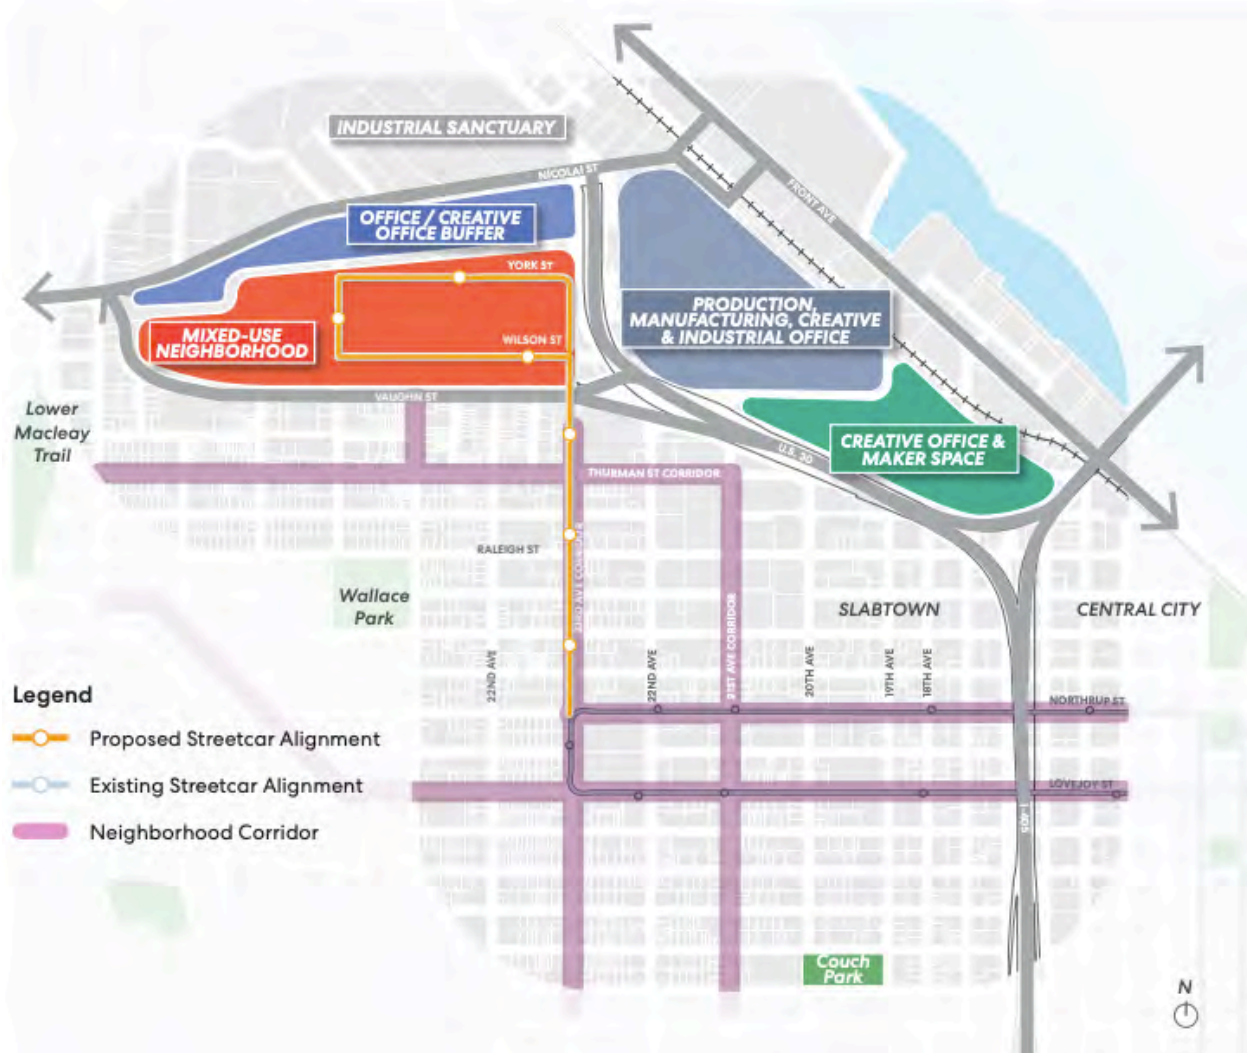 INDUSTRIAL SANCTUARY
NICOLAI ST
FRONT AVE
OFFICE / CREATIVE
OFFICE BUFFER
YORK ST
PRODUCTION,
MANUFACTURING, CREATIVE
& INDUSTRIAL OFFICE
MIXED-USE
NEIGHBORHOOD
WILSON ST
VAUGHN ST
Lower
Macleay
Trail
CREATIVE OFFICE &
MAKER SPACE
U.S. 30
THURMAN ST CORRIDOR
RALEIGH ST
23RD AVE CORRIDOR
Wallace
Park
21ST AVE CORRIDOR
SLABTOWN
CENTRAL CITY
22ND AVE
22ND AVE
20TH AVE
19TH AVE
18TH AVE
NORTHRUP ST
LOVEJOY ST
I-405
Legend
Proposed Streetcar Alignment
Existing Streetcar Alignment
Neighborhood Corridor
Couch
Park
N